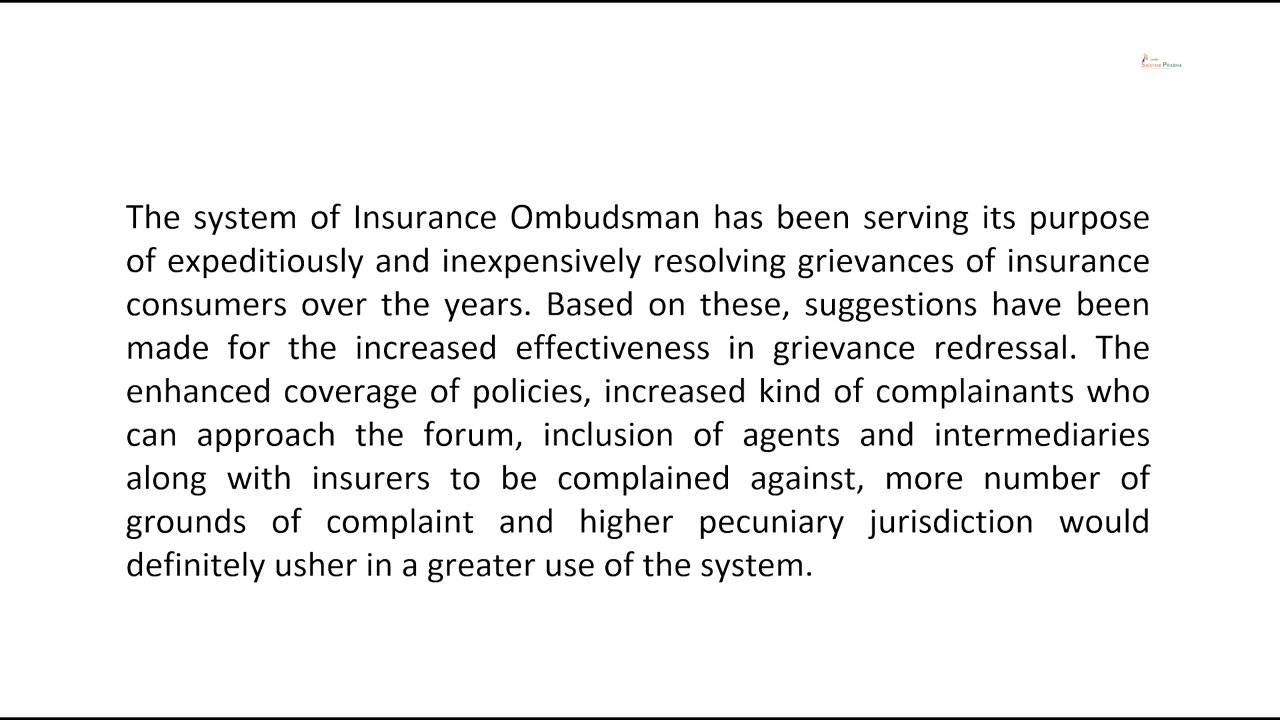 SWAYAM PRABHA
The system of Insurance Ombudsman has been serving its purpose
of expeditiously and inexpensively resolving grievances of insurance
consumers over the years. Based on these, suggestions have been
made for the increased effectiveness in grievance redressal. The
enhanced coverage of policies, increased kind of complainants who
can approach the forum, inclusion of agents and intermediaries
along with insurers to be complained against, more number of
grounds of complaint and higher pecuniary jurisdiction would
definitely usher in a greater use of the system.